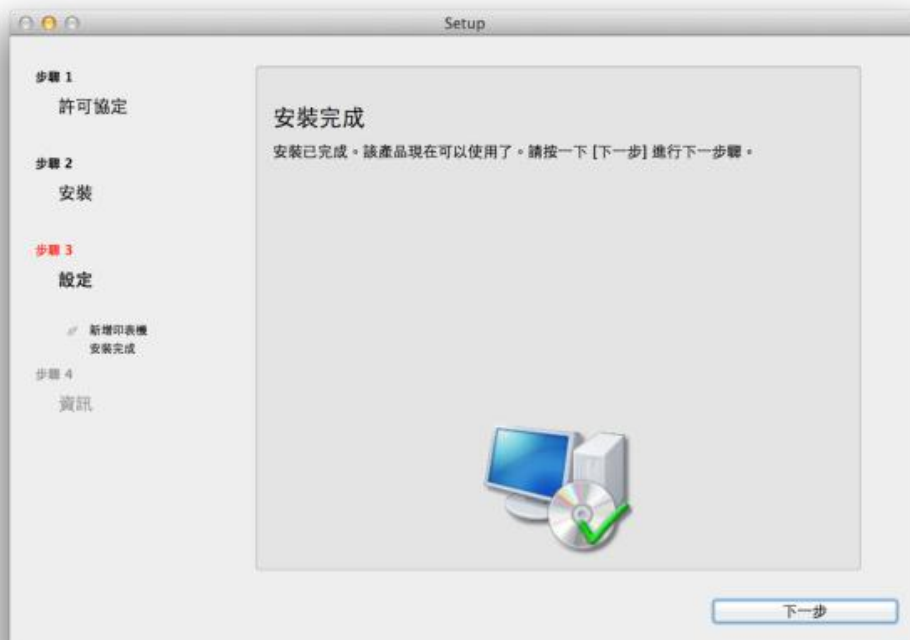 Setup
步驟 1
許可協定
步驟 2
安裝
步驟 3
設定
新增印表機
安裝完成
步驟 4
資訊
安裝完成
安裝已完成。該產品現在可以使用了。請按一下 [下一步] 進行下一步驟。
下一步